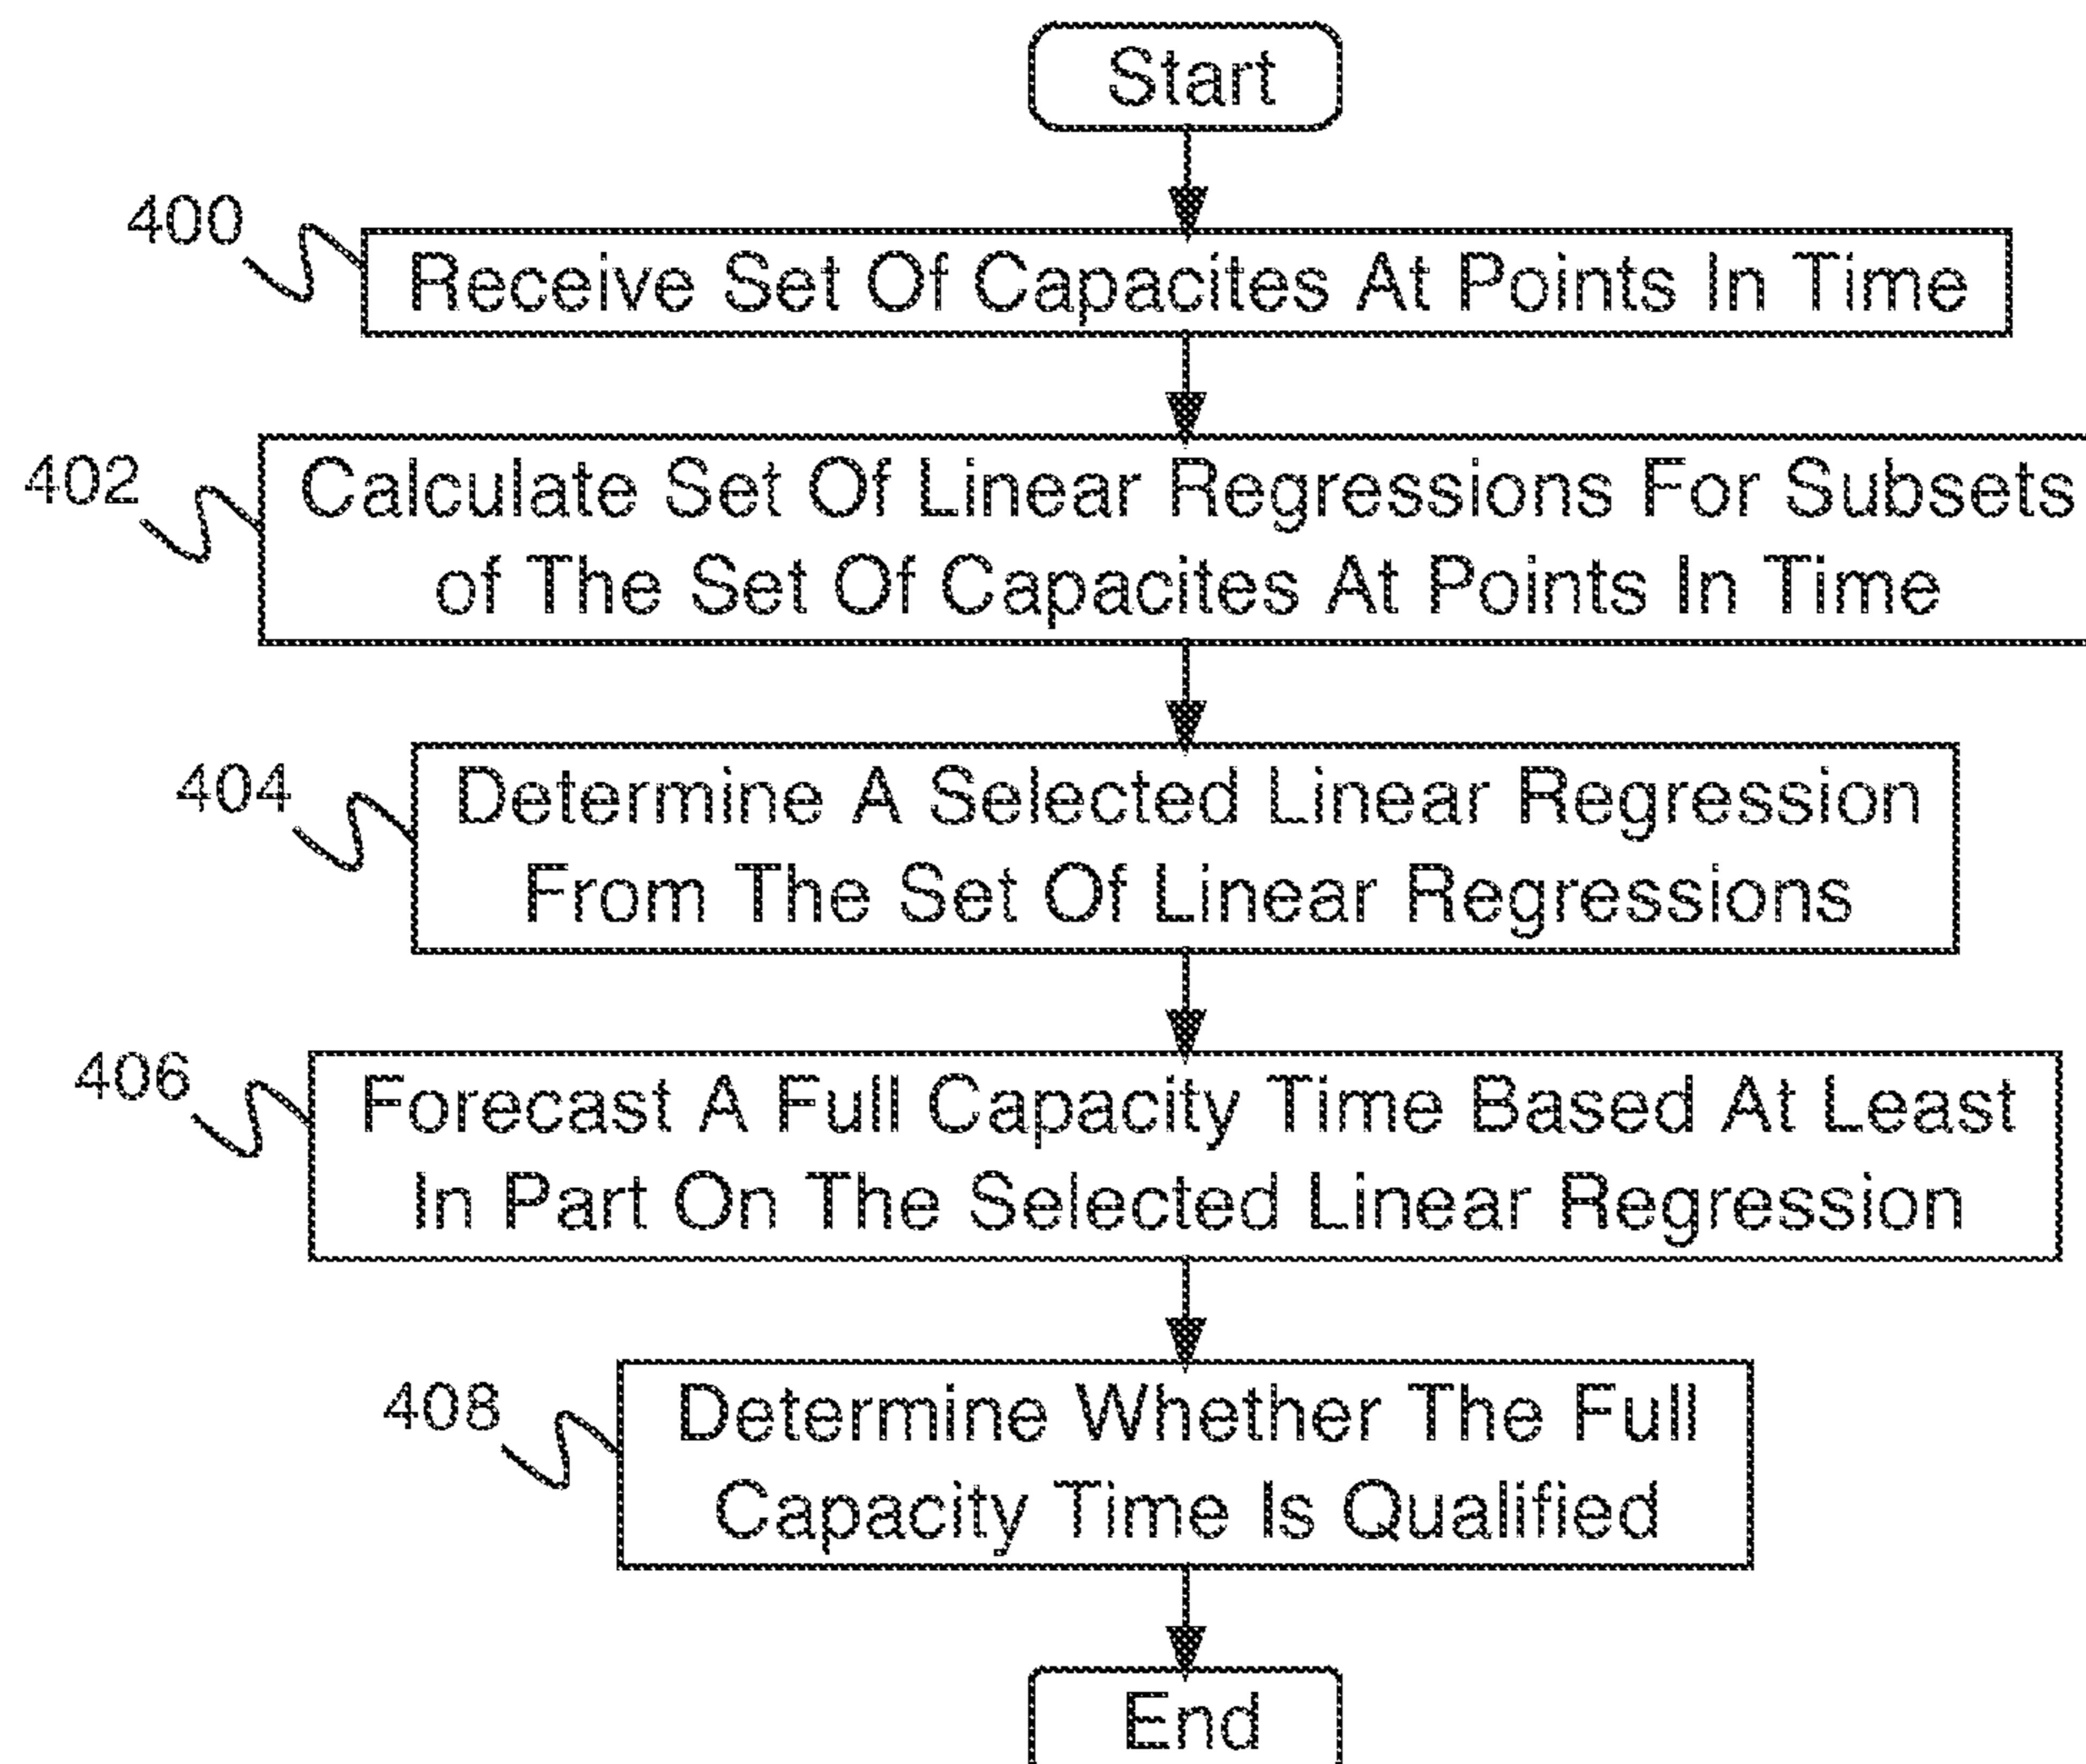 Start
400
Receive Set Of Capacites At Points In Time
402
Calculate Set Of Linear Regressions For Subsets
of The Set Of Capacites At Points In Time
404
Determine A Selected Linear Regression
From The Set Of Linear Regressions
406
Forecast A Full Capacity Time Based At Least
In Part On The Selected Linear Regression
408
Determine Whether The Full
Capacity Time Is Qualified
End